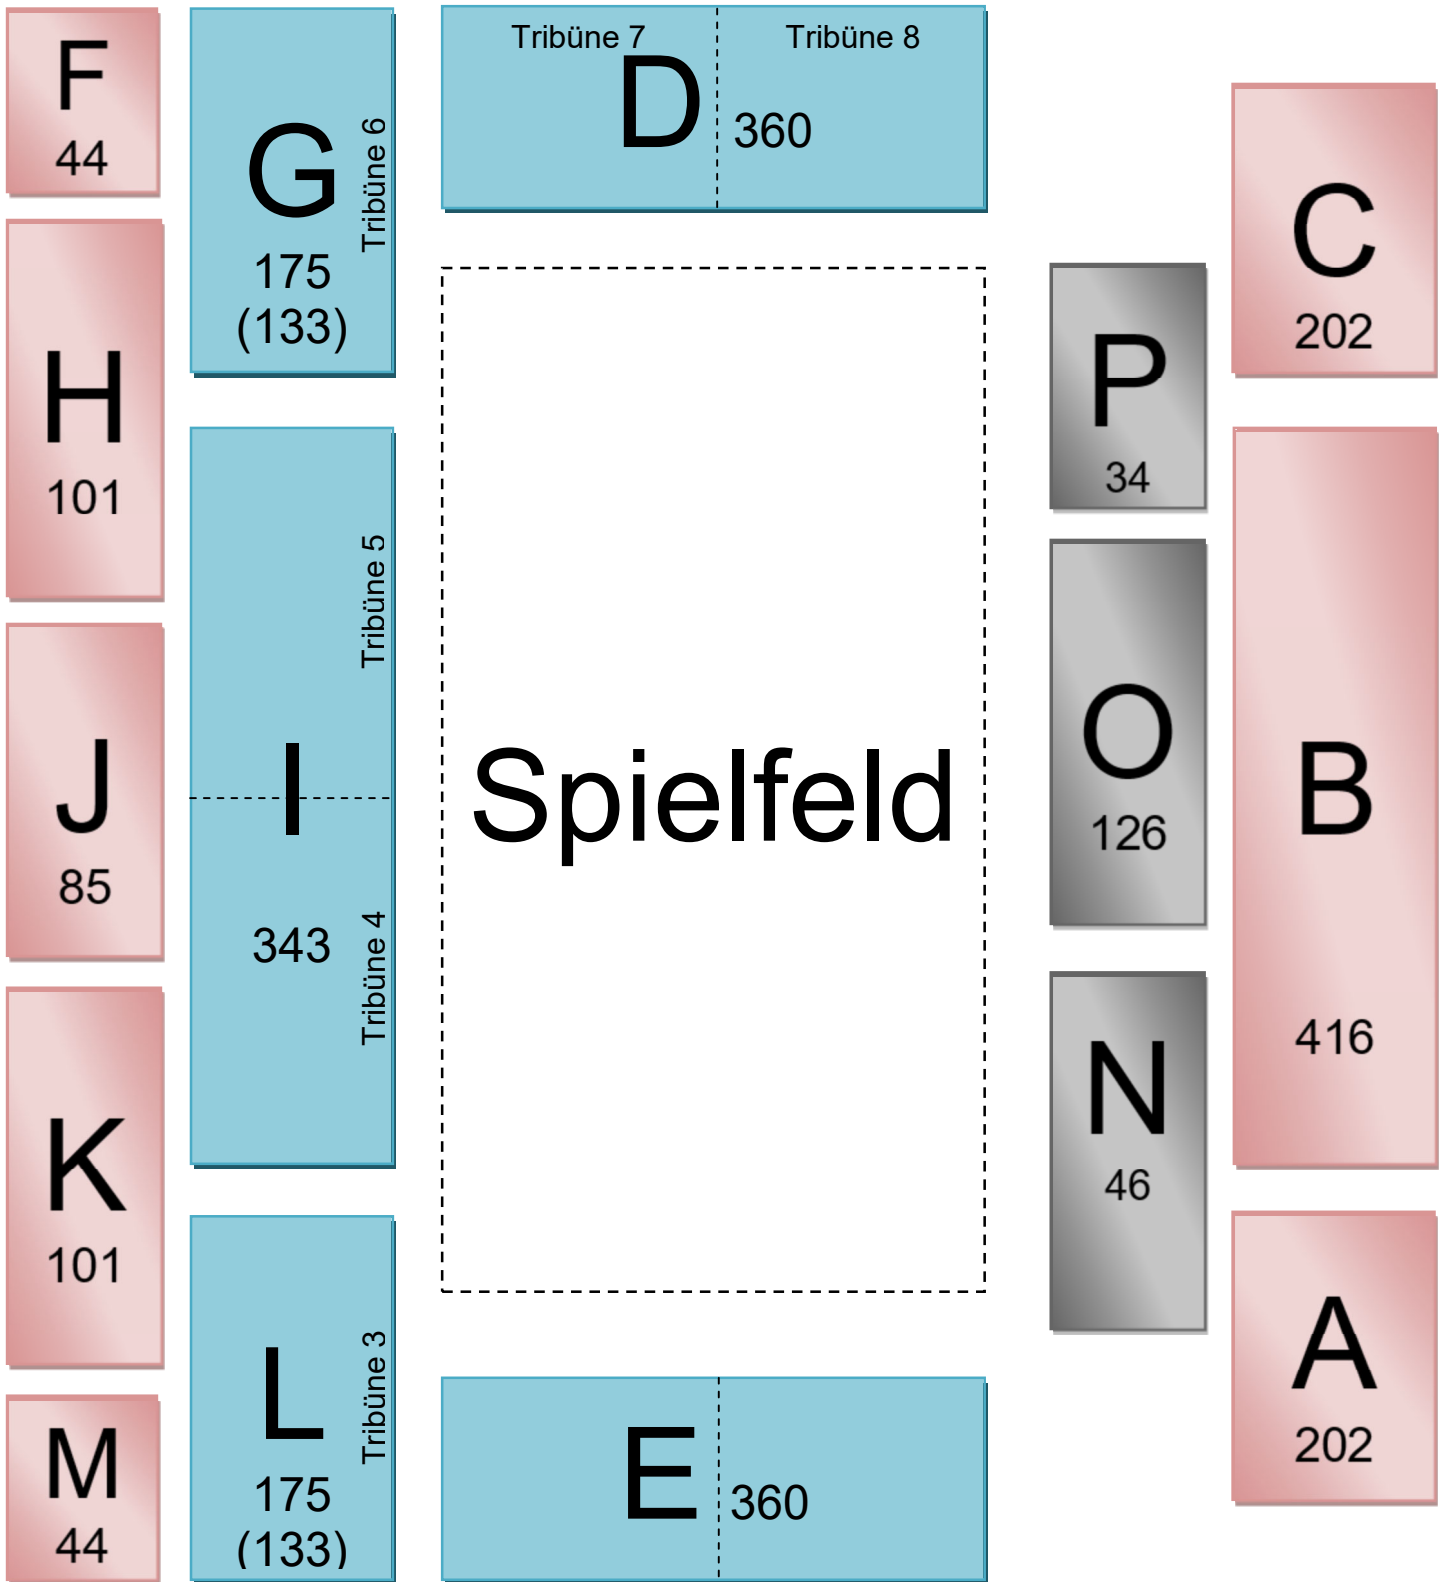 F
44
G
Tribüne 6
175
(133)
Tribüne 7
Tribüne 8
D
360
C
202
H
101
P
34
J
85
Tribüne 5
I
Tribüne 4
343
Spielfeld
O
126
B
416
K
101
N
46
L
Tribüne 3
175
(133)
M
44
E
360
A
202